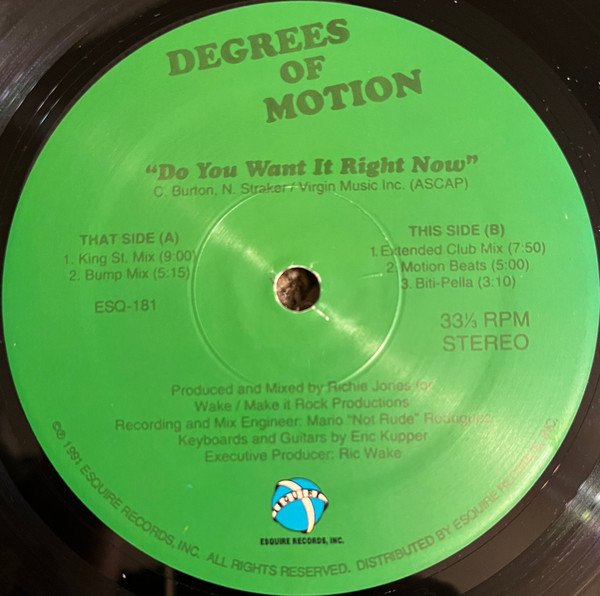 DEGREES
OF
MOTION
"Do You Want It Right Now"
C. Burton, N. Straker / Virgin Music Inc. (ASCAP)
THAT SIDE (A)
1. King St. Mix (9:00)
2. Bump Mix (5:15)
ESQ-181
THIS SIDE (B)
1. Extended Club Mix (7:50)
2. Motion Beats (5:00)
3. Biti-Pella (3:10)
33⅓ RPM
STEREO
Produced and Mixed by Richie Jones for
Wake / Make it Rock Productions
Recording and Mix Engineer: Mario "Not Rude" Rodriguez
Keyboards and Guitars by Eric Kupper
Executive Producer: Ric Wake
ESQUIRE
ESQUIRE RECORDS, INC.
©℗ 1991 ESQUIRE RECORDS, INC. ALL RIGHTS RESERVED. DISTRIBUTED BY ESQUIRE RECORDS, INC.